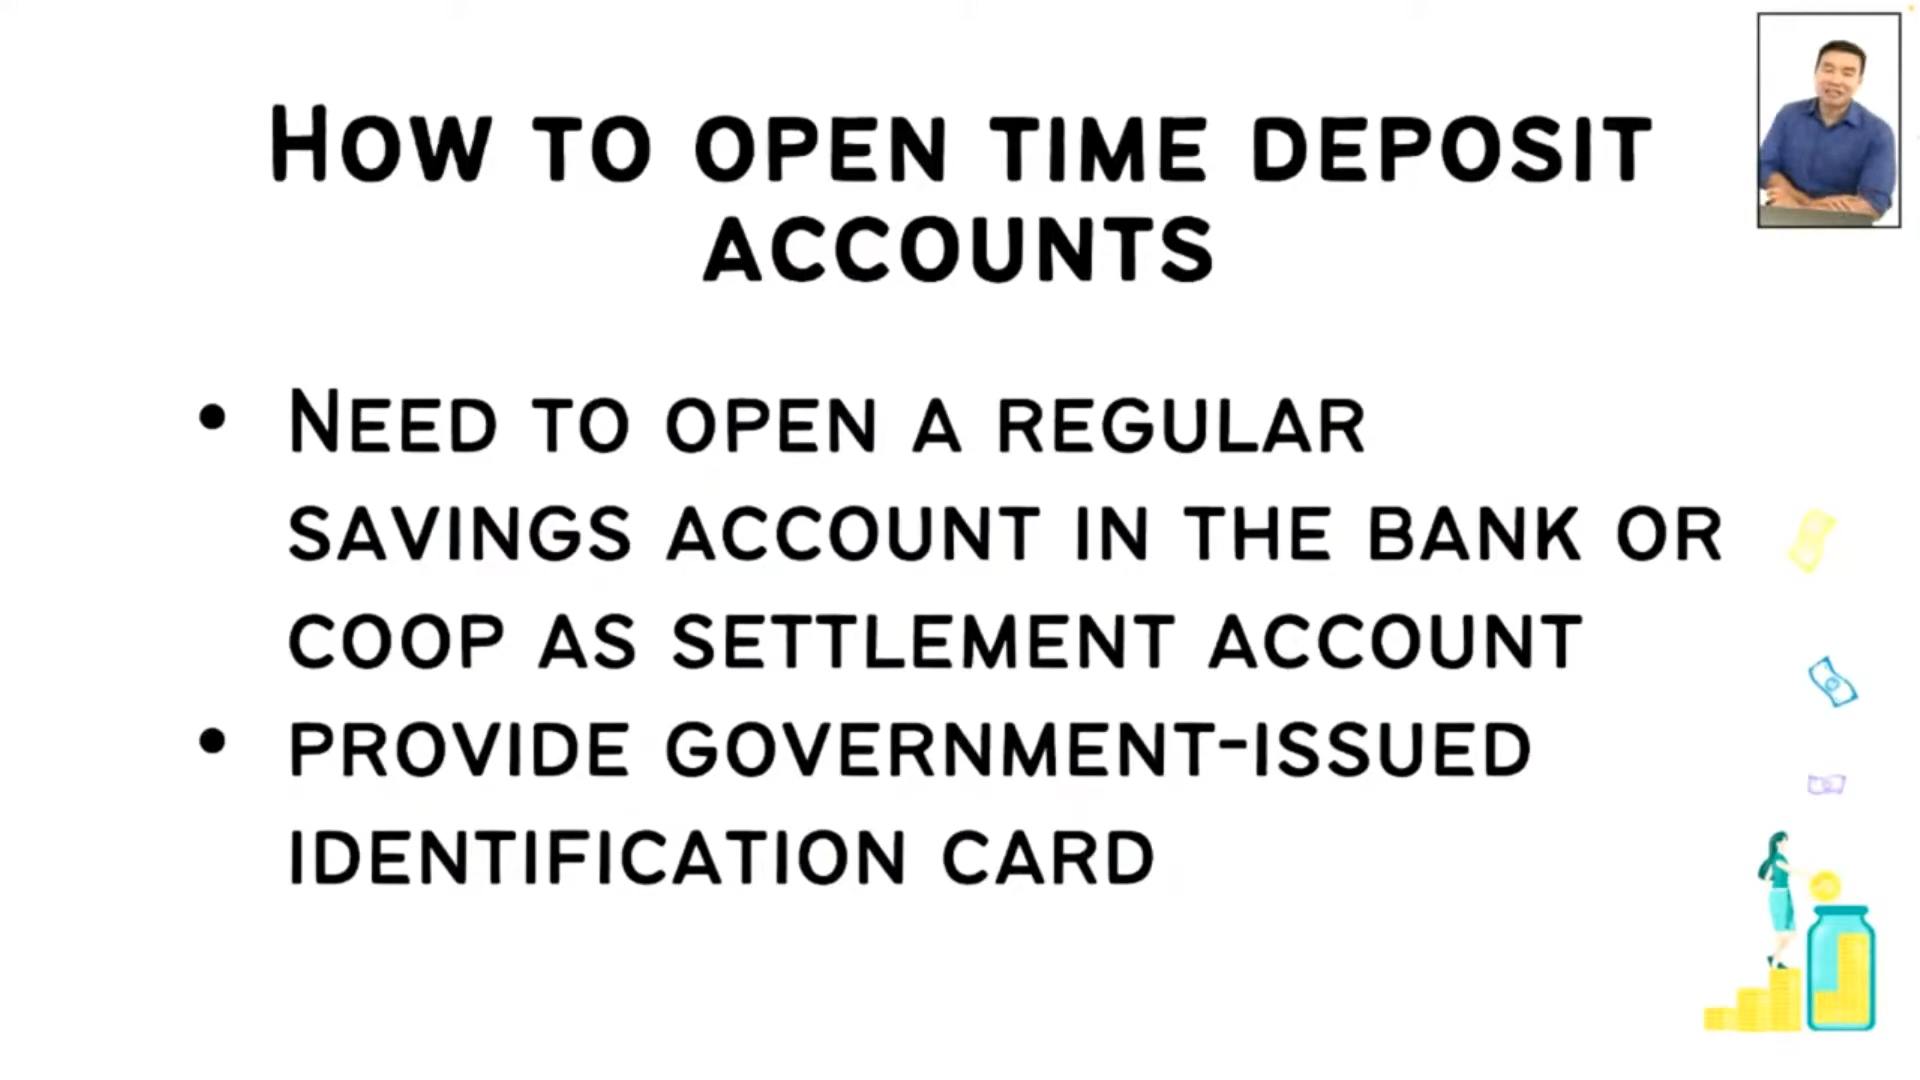 How to open time deposit
accounts
• Need to open a regular
savings account in the bank or
coop as settlement account
• provide government-issued
identification card